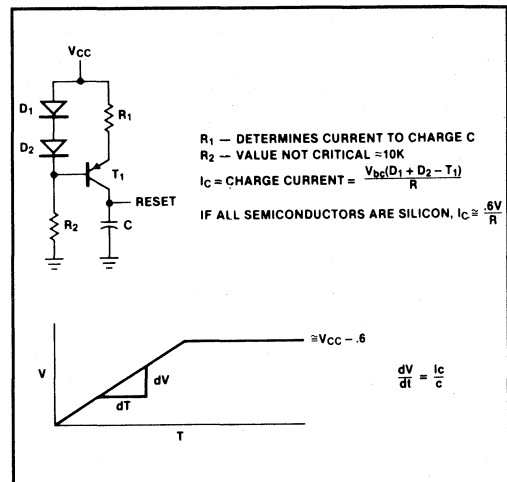 VCC
D1
R1
D2
T1
RESET
R2
C
R1 — DETERMINES CURRENT TO CHARGE C
R2 — VALUE NOT CRITICAL ≈10K
IC = CHARGE CURRENT = Vbc(D1 + D2 – T1)/R
IF ALL SEMICONDUCTORS ARE SILICON, IC ≅ .6V/R
≅VCC – .6
V
dV
dT
T
dV/dt = Ic/c